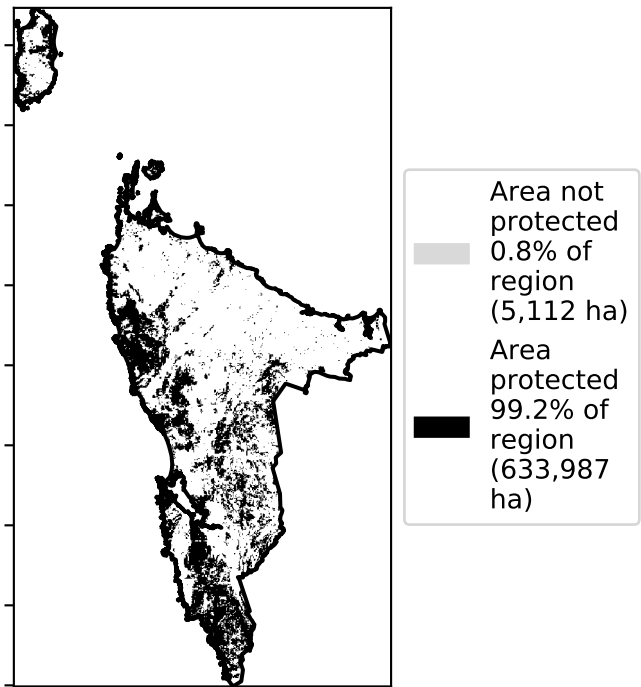 Area not
protected
0.8% of
region
(5,112 ha)
Area
protected
99.2% of
region
(633,987
ha)